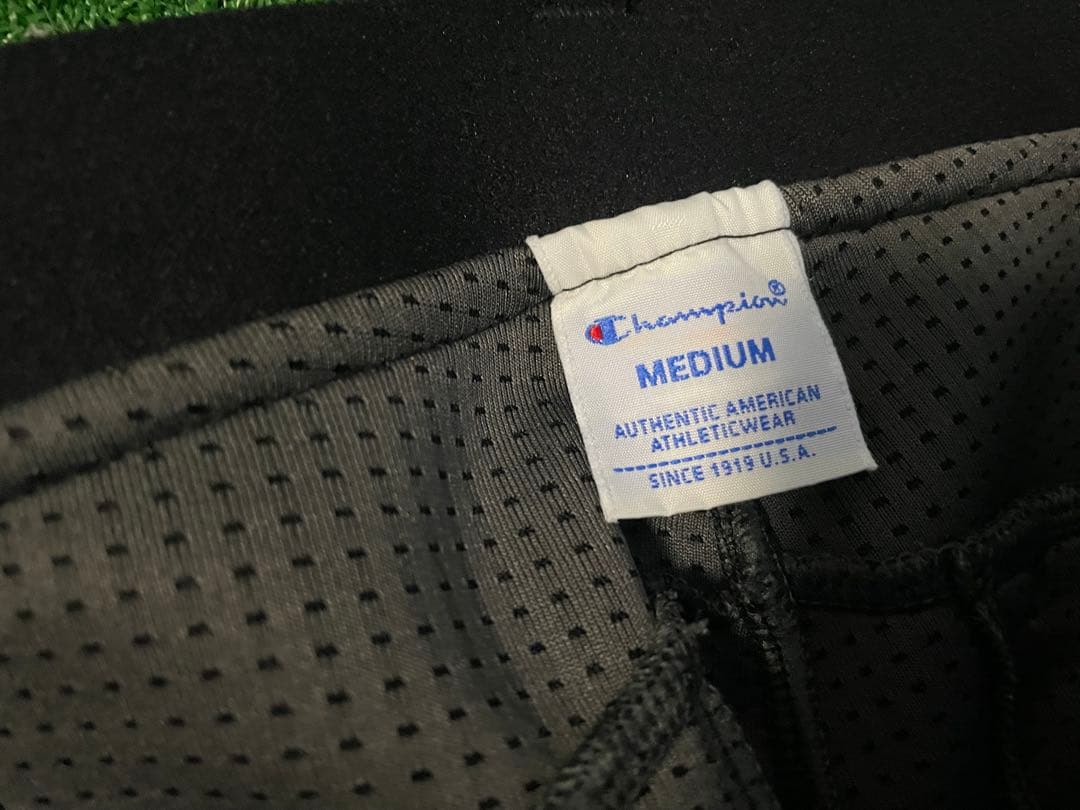 Champion®
MEDIUM
AUTHENTIC AMERICAN
ATHLETICWEAR
SINCE 1919 U.S.A.